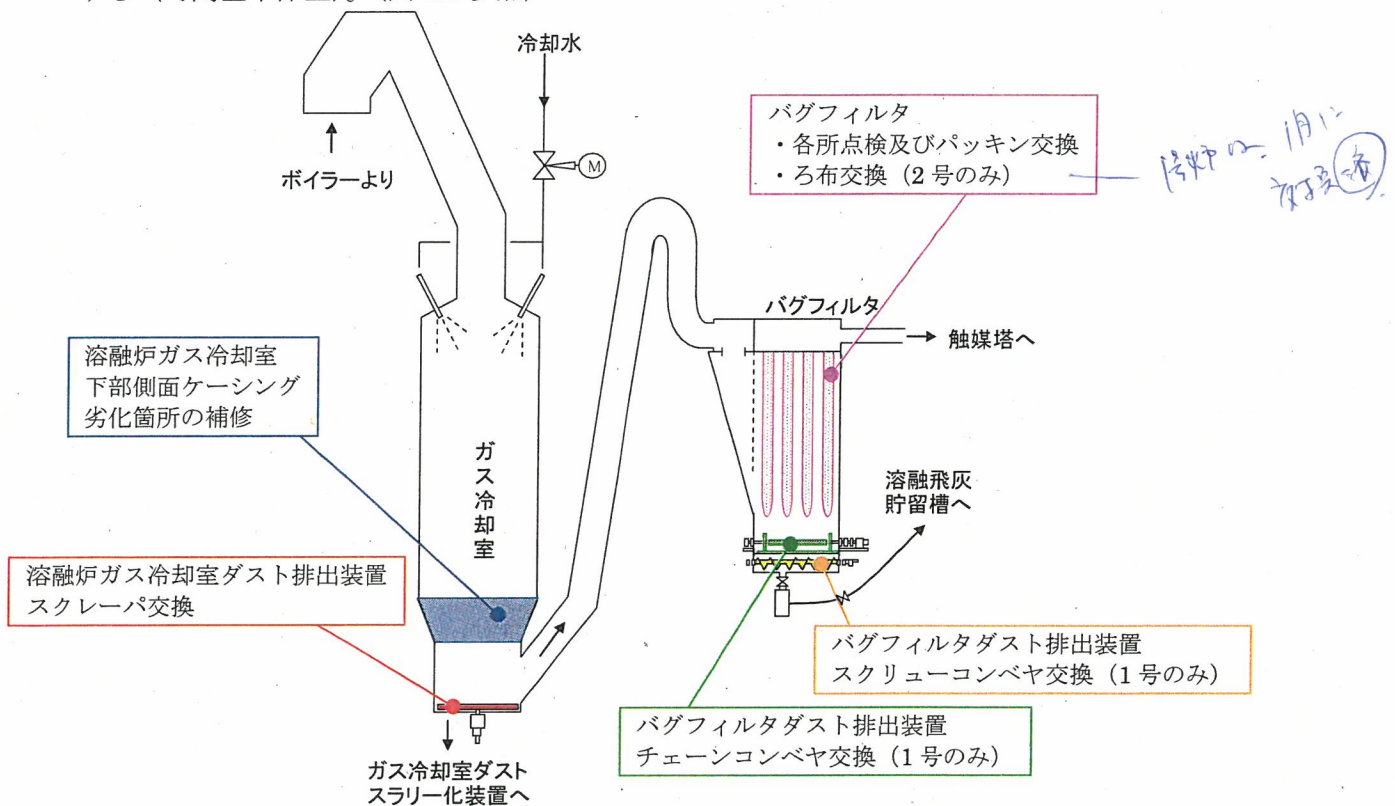 冷却水
M
ボイラーより
バグフィルタ
・各所点検及びパッキン交換
・ろ布交換（2号のみ）
バグフィルタ
触媒塔へ
溶融炉ガス冷却室
下部側面ケーシング
劣化箇所の補修
ガス冷却室
溶融飛灰
貯留槽へ
溶融炉ガス冷却室ダスト排出装置
スクレーパ交換
バグフィルタダスト排出装置
スクリューコンベヤ交換（1号のみ）
バグフィルタダスト排出装置
チェーンコンベヤ交換（1号のみ）
ガス冷却室ダスト
スラリー化装置へ